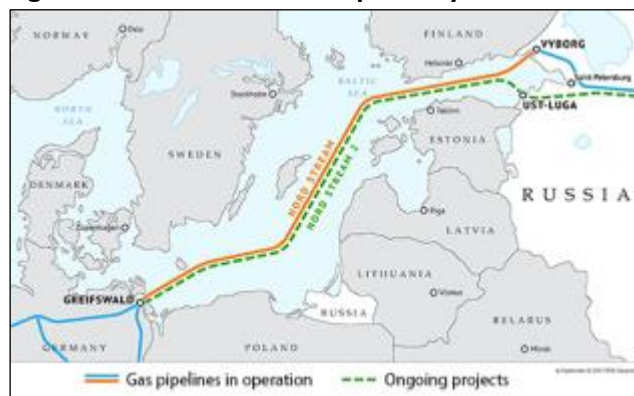 NORWAY
Oslo
FINLAND
VYBORG
Helsinki
Saint Petersburg
BALTIC
SEA
Stockholm
UST-LUGA
NORTH
SEA
Tallinn
ESTONIA
SWEDEN
NORD STREAM
NORD STREAM 2
RUSSIA
DENMARK
Riga
LATVIA
Copenhagen
LITHUANIA
Vilnius
GREIFSWALD
RUSSIA
BELARUS
GERMANY
POLAND
Minsk
Gas pipelines in operation
Ongoing projects